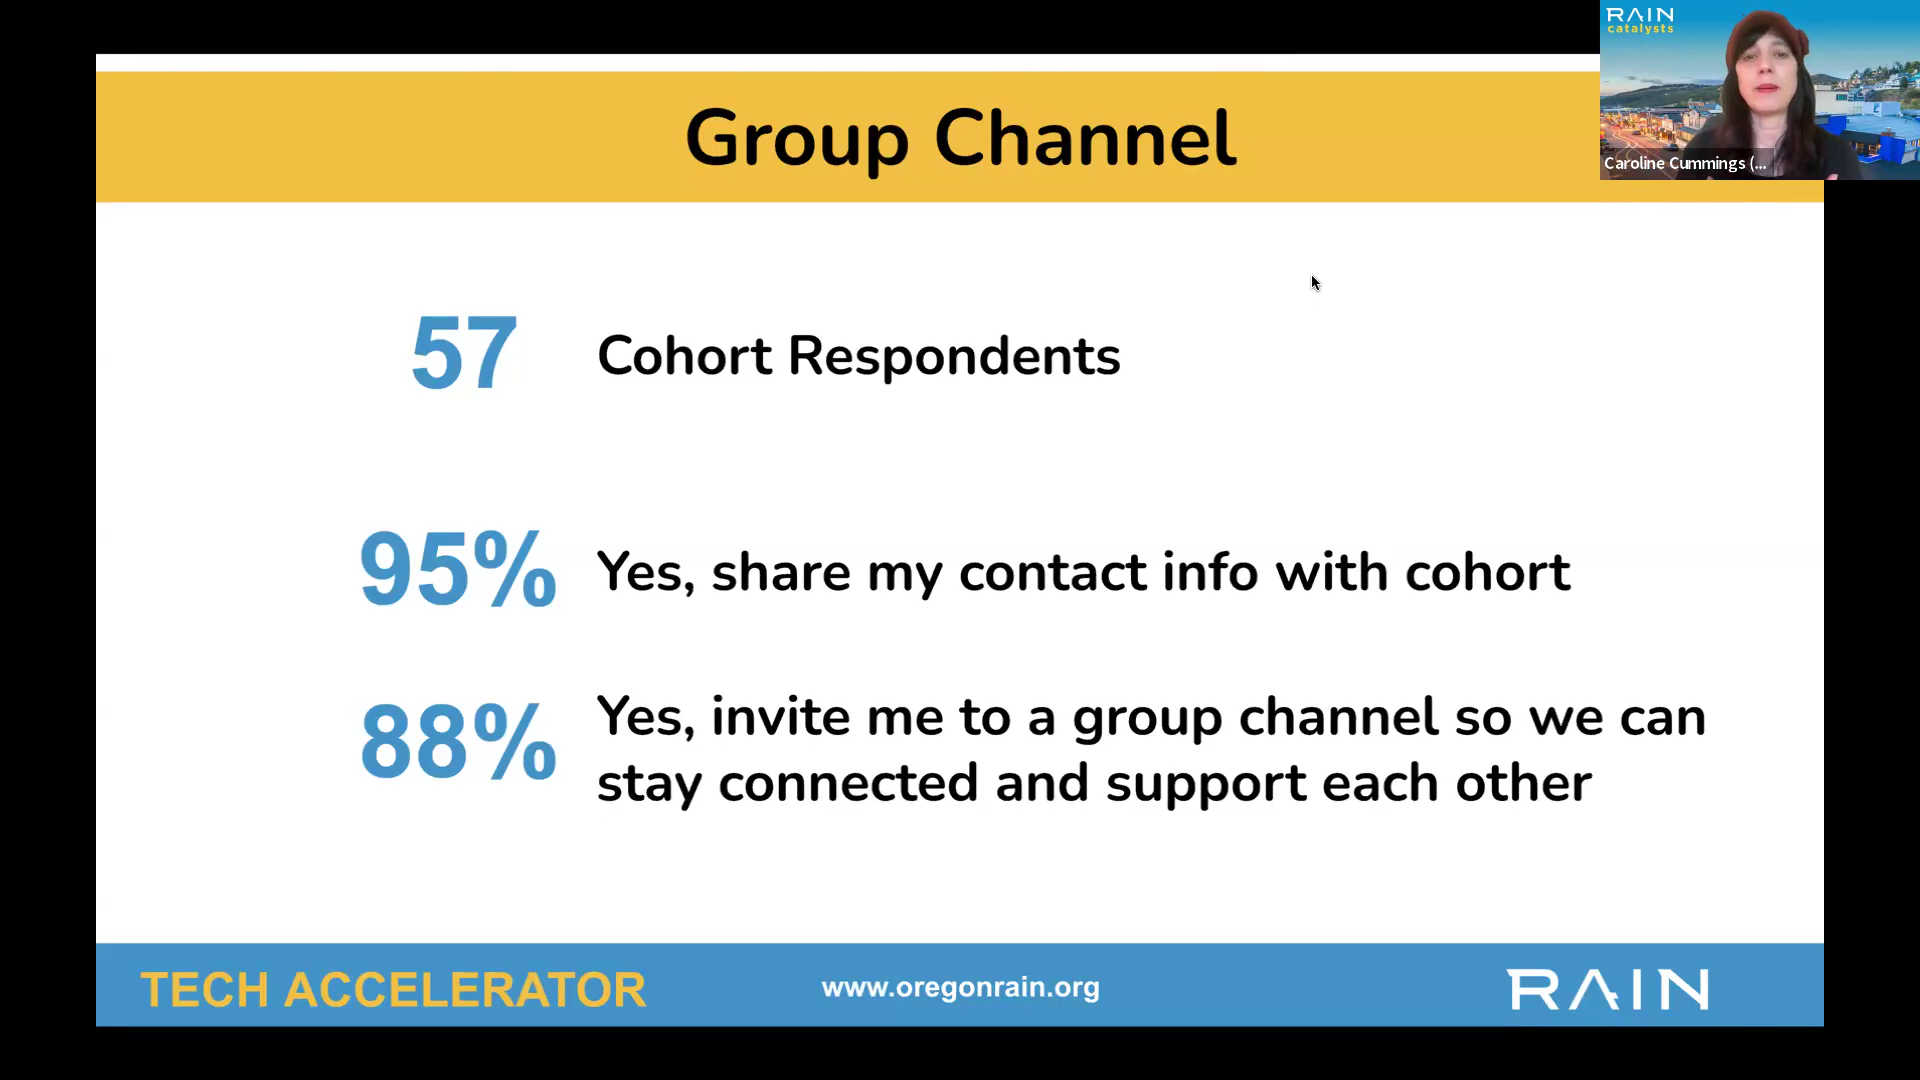 RAIN
catalysts
Caroline Cummings (...
Group Channel
57 Cohort Respondents
95% Yes, share my contact info with cohort
88% Yes, invite me to a group channel so we can
stay connected and support each other
TECH ACCELERATOR www.oregonrain.org RAIN